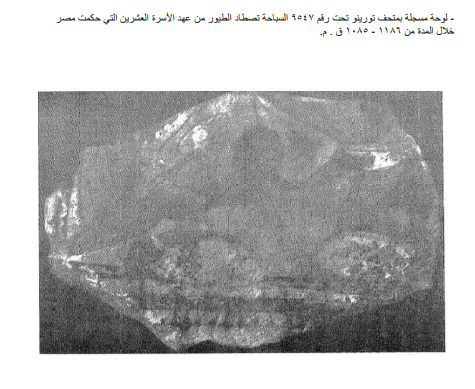 - لوحة مسجلة بمتحف تورينو تحت رقم ٩٥٤٧ السباحة تصطاد الطيور من عهد الأسرة العشرين التي حكمت مصر
خلال المدة من ١١٨٦ - ١٠٨٥ ق . م.